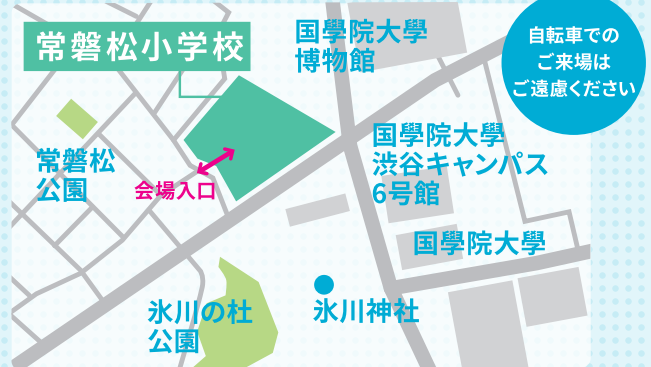 常磐松小学校
国學院大學
博物館
自転車での
ご来場は
ご遠慮ください
国學院大學
渋谷キャンパス
6号館
常磐松
公園
会場入口
国學院大學
氷川の杜
公園
氷川神社